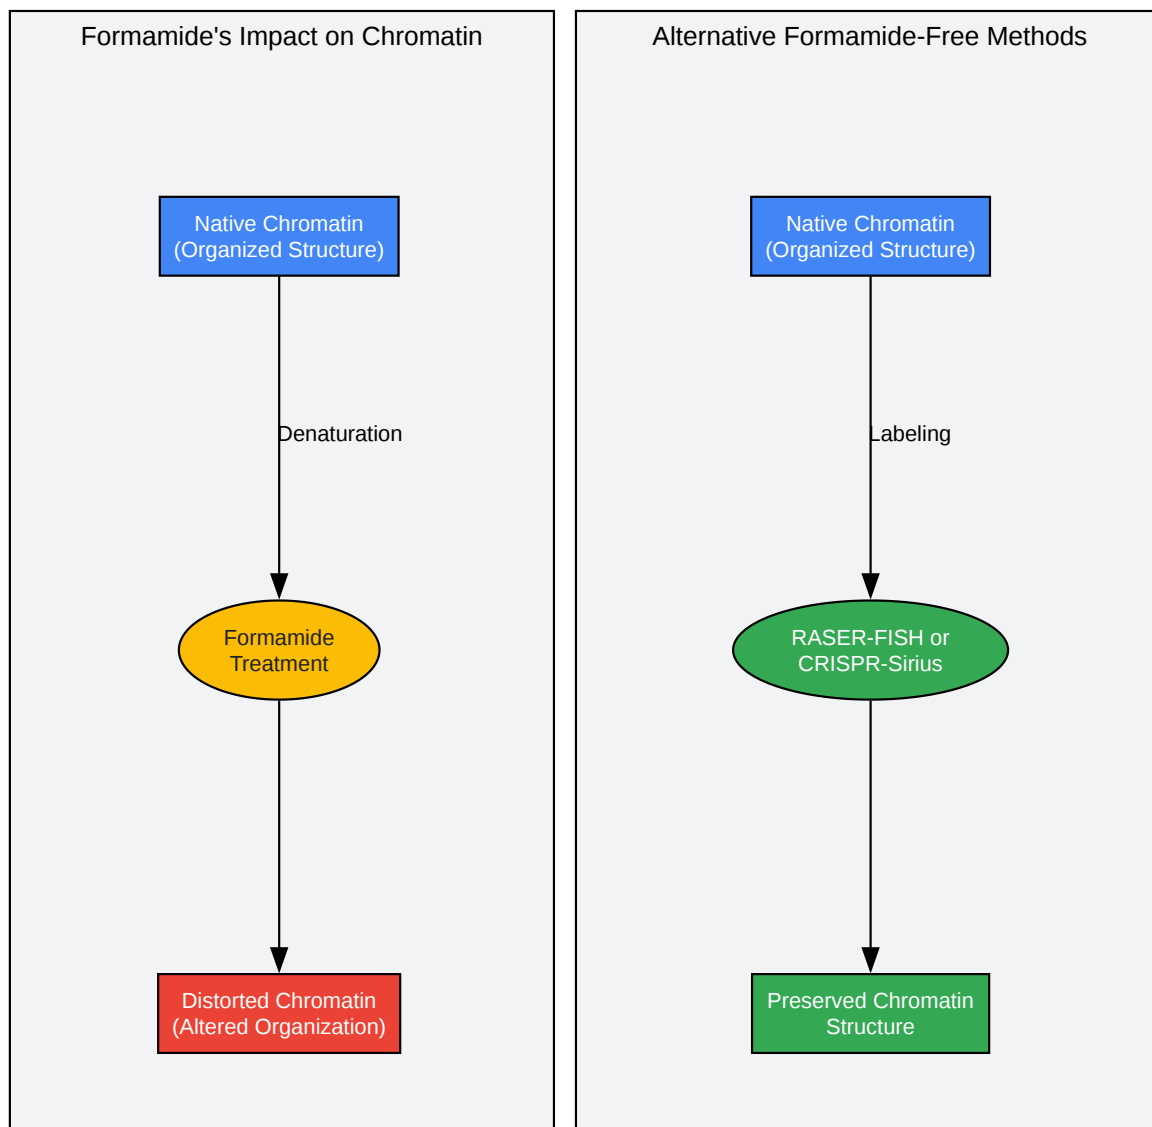 Formamide's Impact on Chromatin
Native Chromatin
(Organized Structure)
Denaturation
Formamide
Treatment
Distorted Chromatin
(Altered Organization)
Alternative Formamide-Free Methods
Native Chromatin
(Organized Structure)
Labeling
RASER-FISH or
CRISPR-Sirius
Preserved Chromatin
Structure